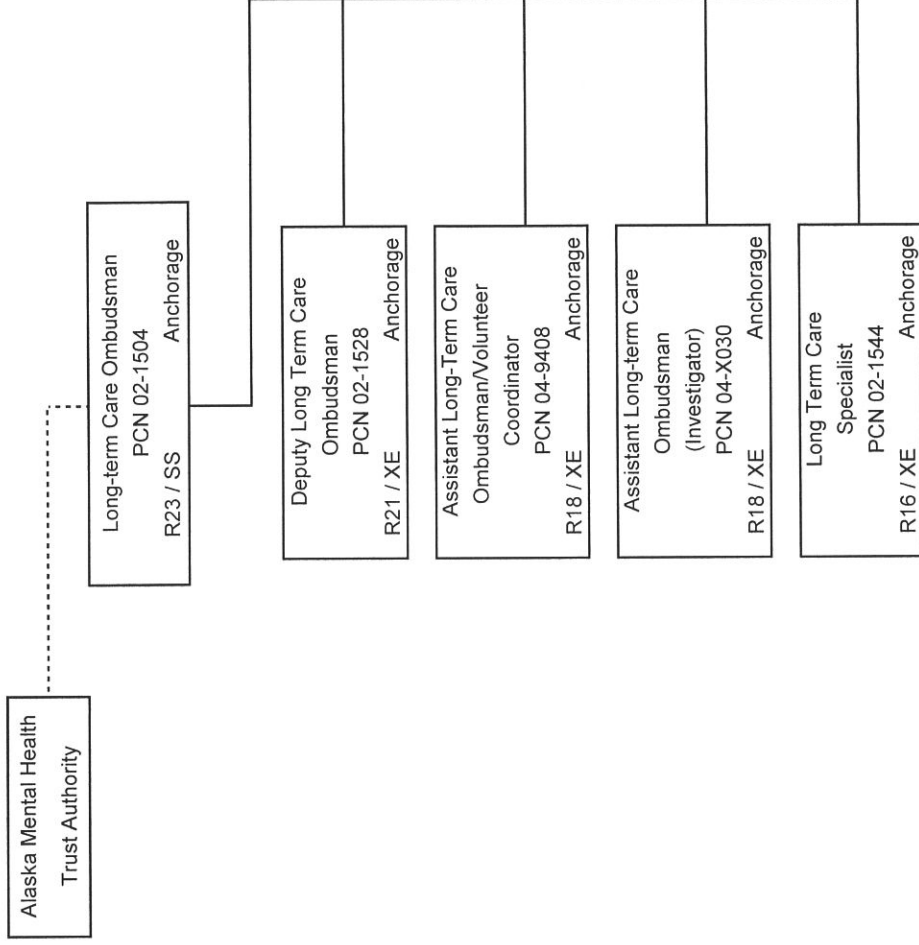 Alaska Mental Health
Trust Authority
Long-term Care Ombudsman
PCN 02-1504
R23 / SS Anchorage
Deputy Long Term Care
Ombudsman
PCN 02-1528
R21 / XE Anchorage
Assistant Long-Term Care
Ombudsman/Volunteer
Coordinator
PCN 04-9408
R18 / XE Anchorage
Assistant Long-term Care
Ombudsman
(Investigator)
PCN 04-X030
R18 / XE Anchorage
Long Term Care
Specialist
PCN 02-1544
R16 / XE Anchorage